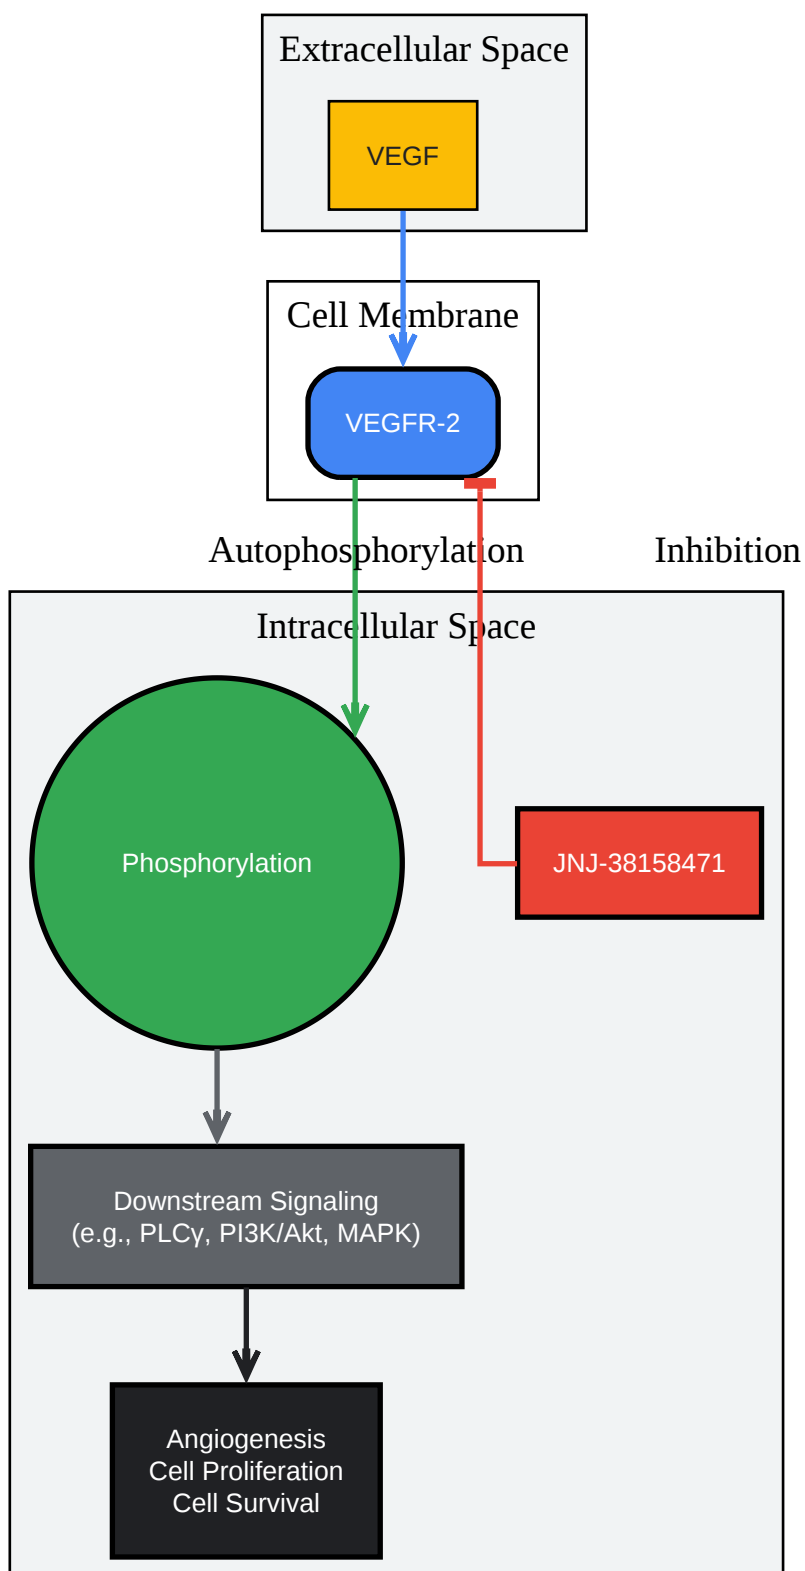 Extracellular Space
VEGF
Cell Membrane
VEGFR-2
Autophosphorylation
Inhibition
Intracellular Space
Phosphorylation
JNJ-38158471
Downstream Signaling
(e.g., PLCγ, PI3K/Akt, MAPK)
Angiogenesis
Cell Proliferation
Cell Survival